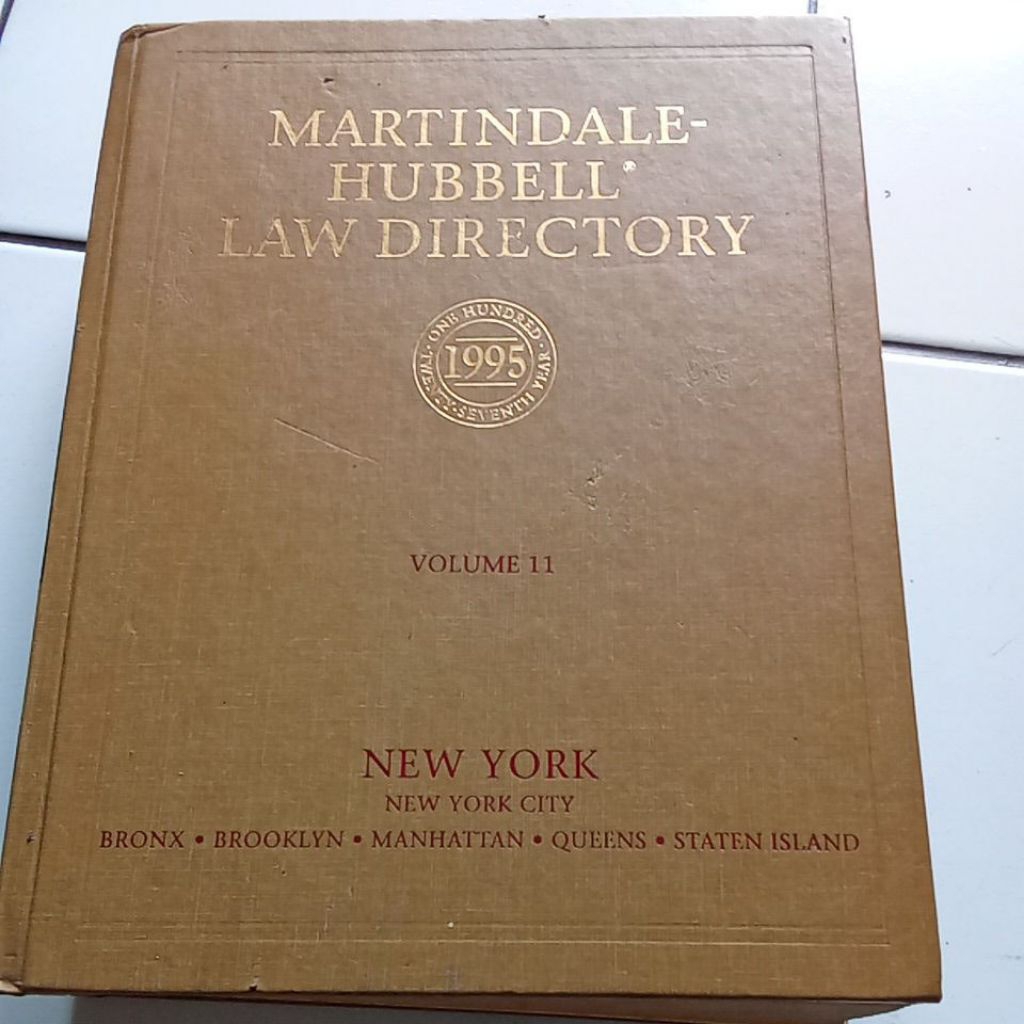 MARTINDALE-
HUBBELL®
LAW DIRECTORY
ONE HUNDRED
1995
TWENTY-SEVENTH YEAR
VOLUME 11
NEW YORK
NEW YORK CITY
BRONX • BROOKLYN • MANHATTAN • QUEENS • STATEN ISLAND